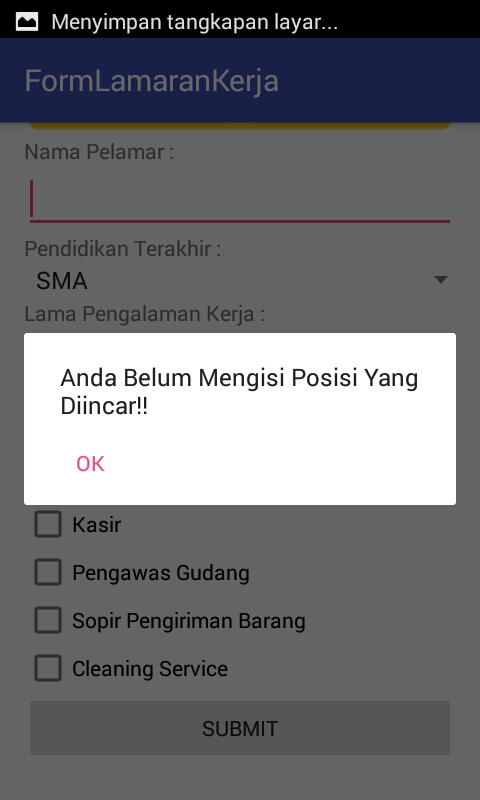 Menyimpan tangkapan layar...
FormLamaranKerja
Nama Pelamar :
Pendidikan Terakhir :
SMA
Lama Pengalaman Kerja :
Anda Belum Mengisi Posisi Yang
Diincar!!
OK
Kasir
Pengawas Gudang
Sopir Pengiriman Barang
Cleaning Service
SUBMIT